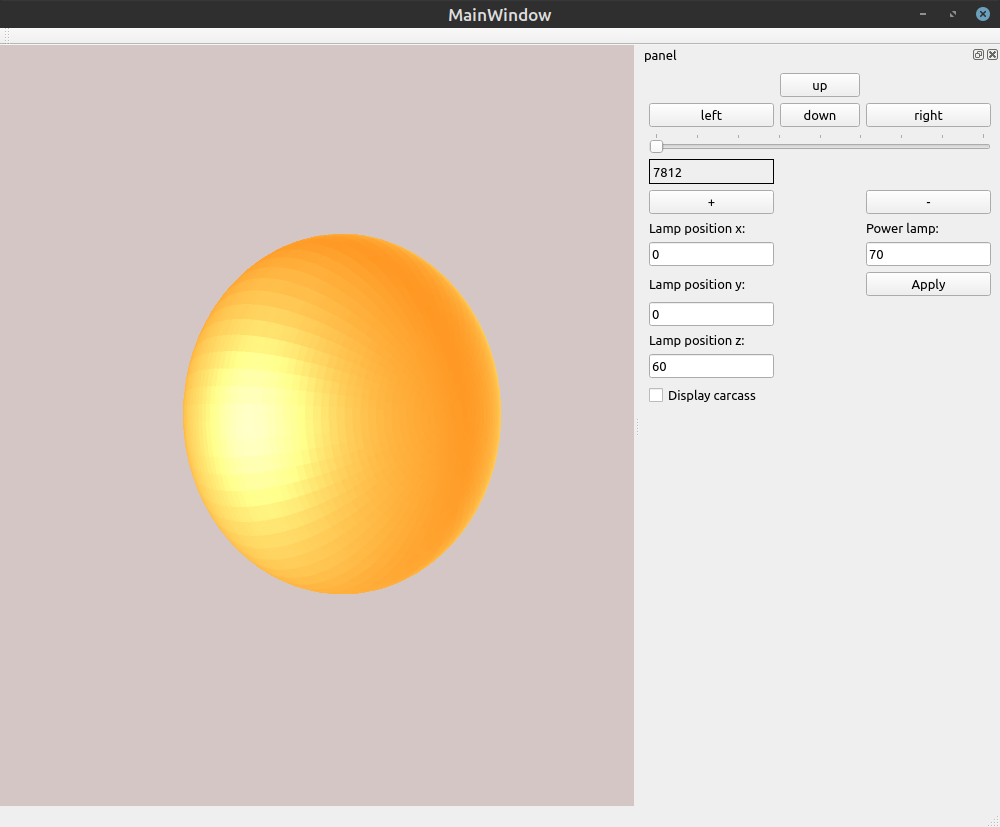 MainWindow
panel
up
left down right
7812
+ -
Lamp position x: Power lamp:
0 70
Lamp position y: Apply
0
Lamp position z:
60
Display carcass